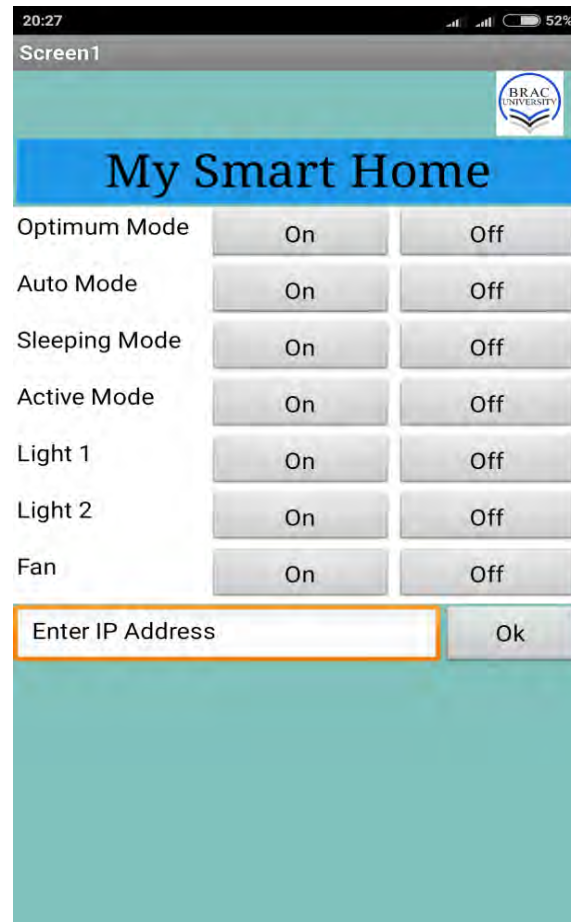 20:27 52%
Screen1
BRAC
UNIVERSITY
My Smart Home
Optimum Mode On Off
Auto Mode On Off
Sleeping Mode On Off
Active Mode On Off
Light 1 On Off
Light 2 On Off
Fan On Off
Enter IP Address Ok